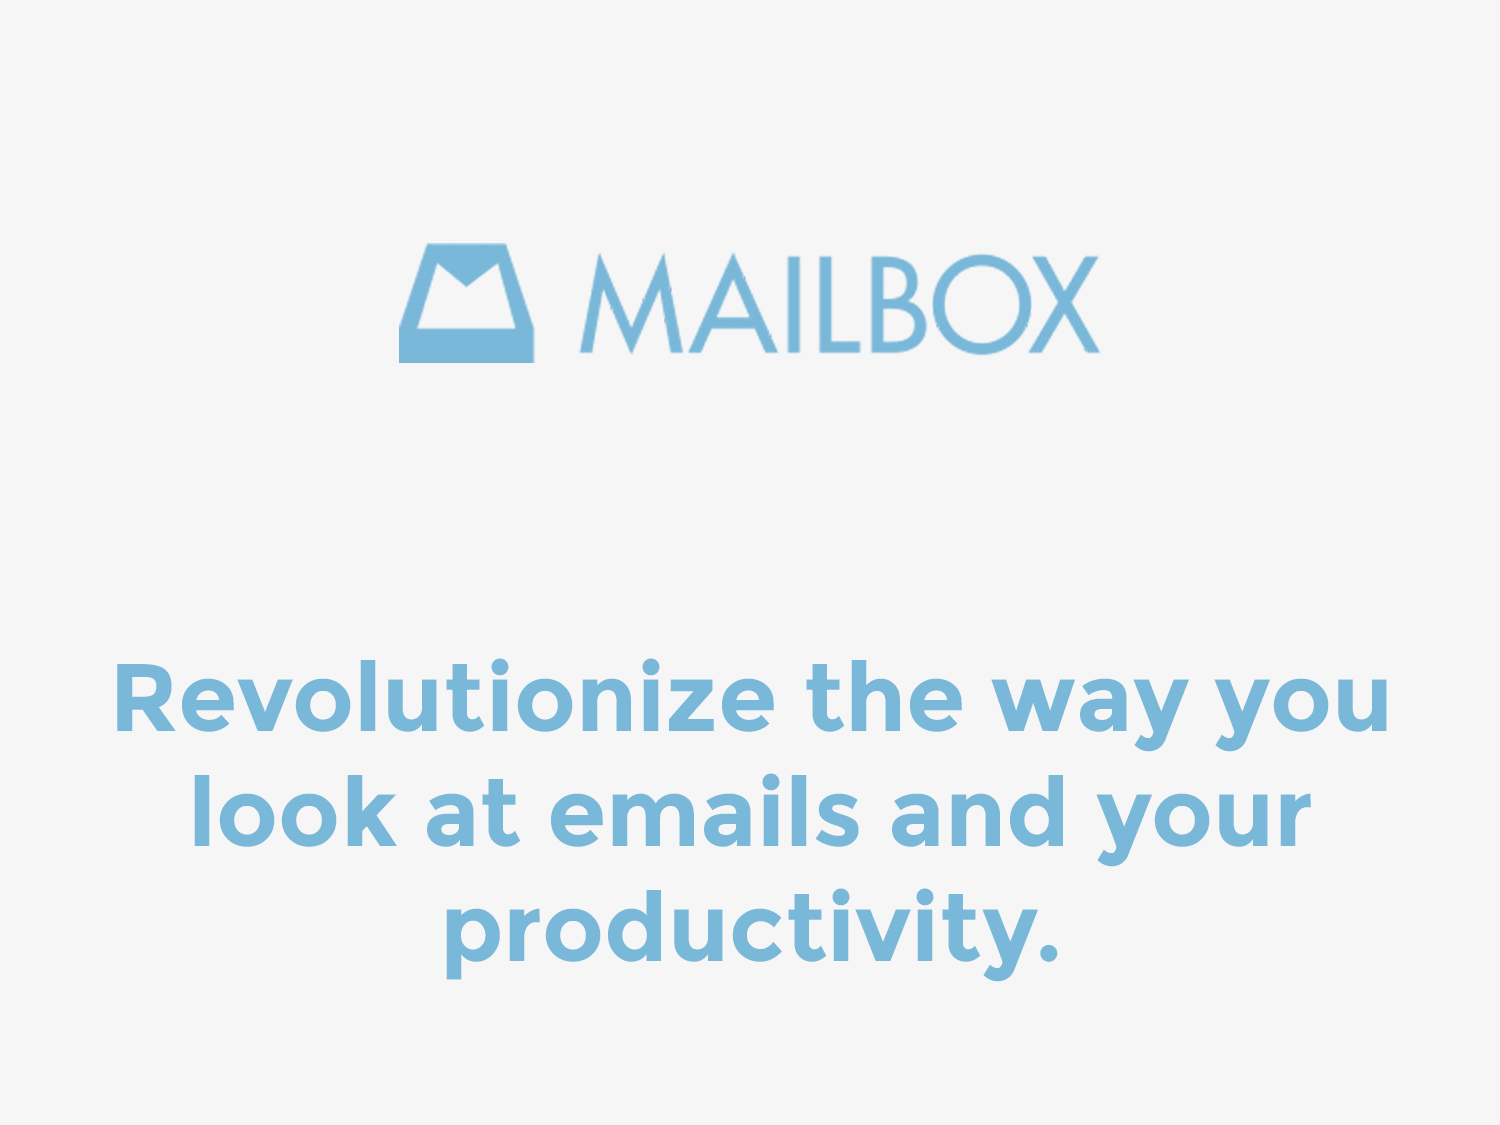 MAILBOX
Revolutionize the way you
look at emails and your
productivity.